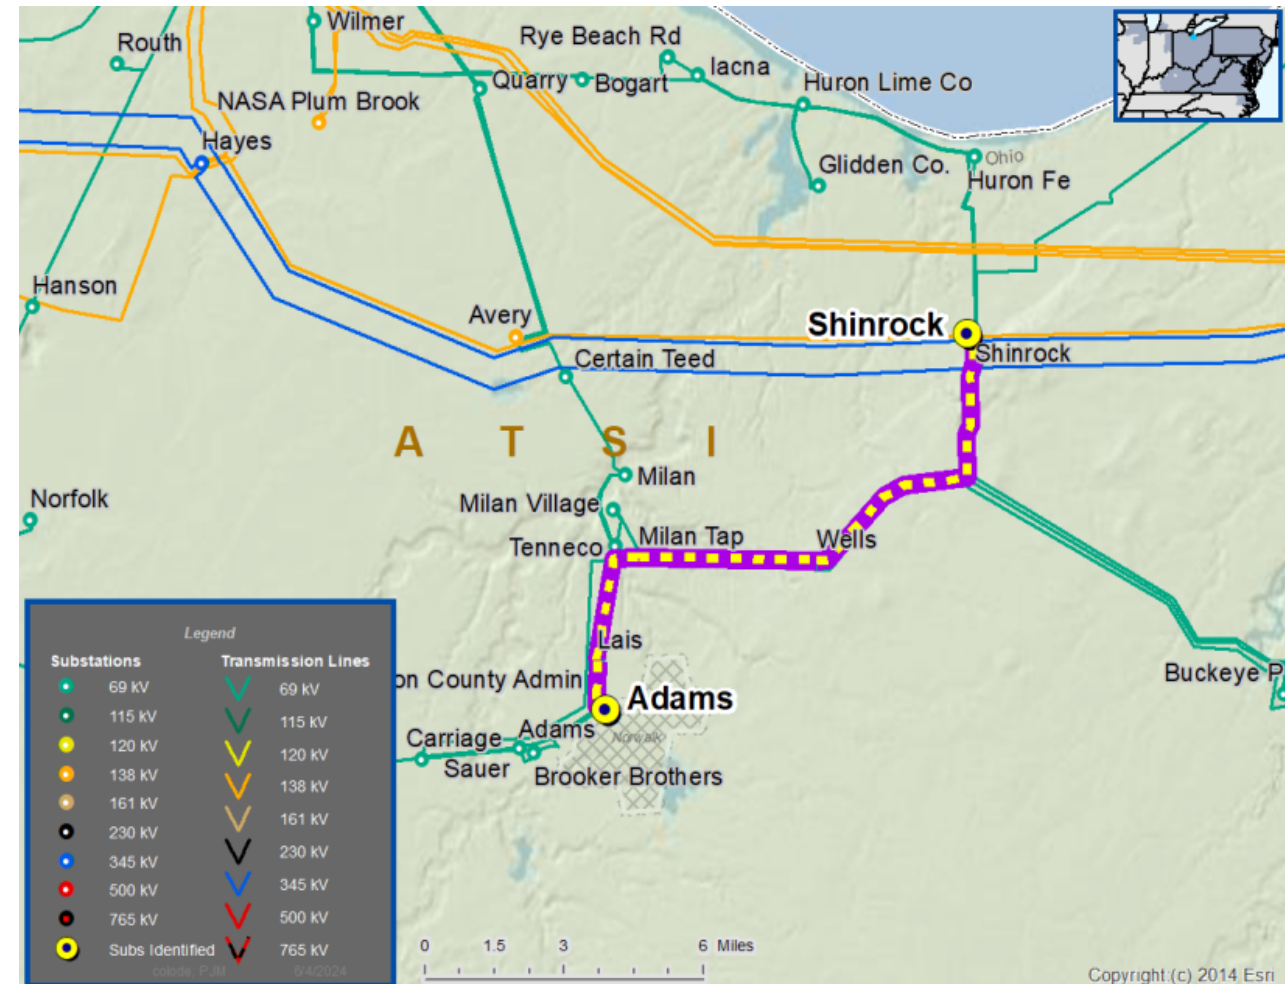 Wilmer
Routh
Rye Beach Rd
Iacna
Quarry
Bogart
Huron Lime Co
NASA Plum Brook
Hayes
Glidden Co.
Ohio
Huron Fe
Hanson
Avery
Shinrock
Shinrock
Certain Teed
A T S I
Milan
Norfolk
Milan Village
Milan Tap
Tenneco
Wells
Lais
on County Admin
Buckeye P
Adams
Adams
Norwalk
Carriage
Sauer
Brooker Brothers
Legend
Substations
Transmission Lines
69 kV
69 kV
115 kV
115 kV
120 kV
120 kV
138 kV
138 kV
161 kV
161 kV
230 kV
230 kV
345 kV
345 kV
500 kV
500 kV
765 kV
765 kV
Subs Identified
colode, PJM
6/4/2024
0 1.5 3 6 Miles
Copyright:(c) 2014 Esri